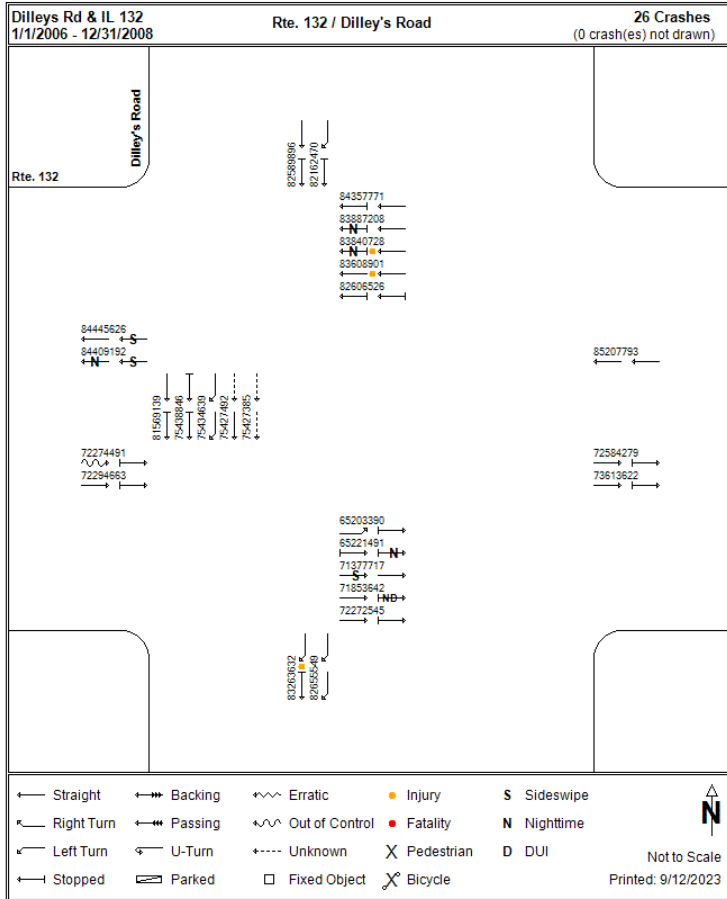 Dilleys Rd & IL 132
1/1/2006 - 12/31/2008
Rte. 132 / Dilley's Road
26 Crashes
(0 crash(es) not drawn)
Dilley's Road
Rte. 132
82589896
82162470
84357771
83887208
N
83840728
N
83608901
82606526
84445626
S
84409192
N S
85207793
81569139
75438846
75434639
75427492
75427385
72274491
72294663
72584279
73613622
65203390
65221491
N
71377717
S
71853642
ND
72272545
83263632
82655549
Straight
Backing
Erratic
Injury
S Sideswipe
Right Turn
Passing
Out of Control
Fatality
N Nighttime
Left Turn
U-Turn
Unknown
X Pedestrian
D DUI
Stopped
Parked
Fixed Object
Bicycle
N
Not to Scale
Printed: 9/12/2023